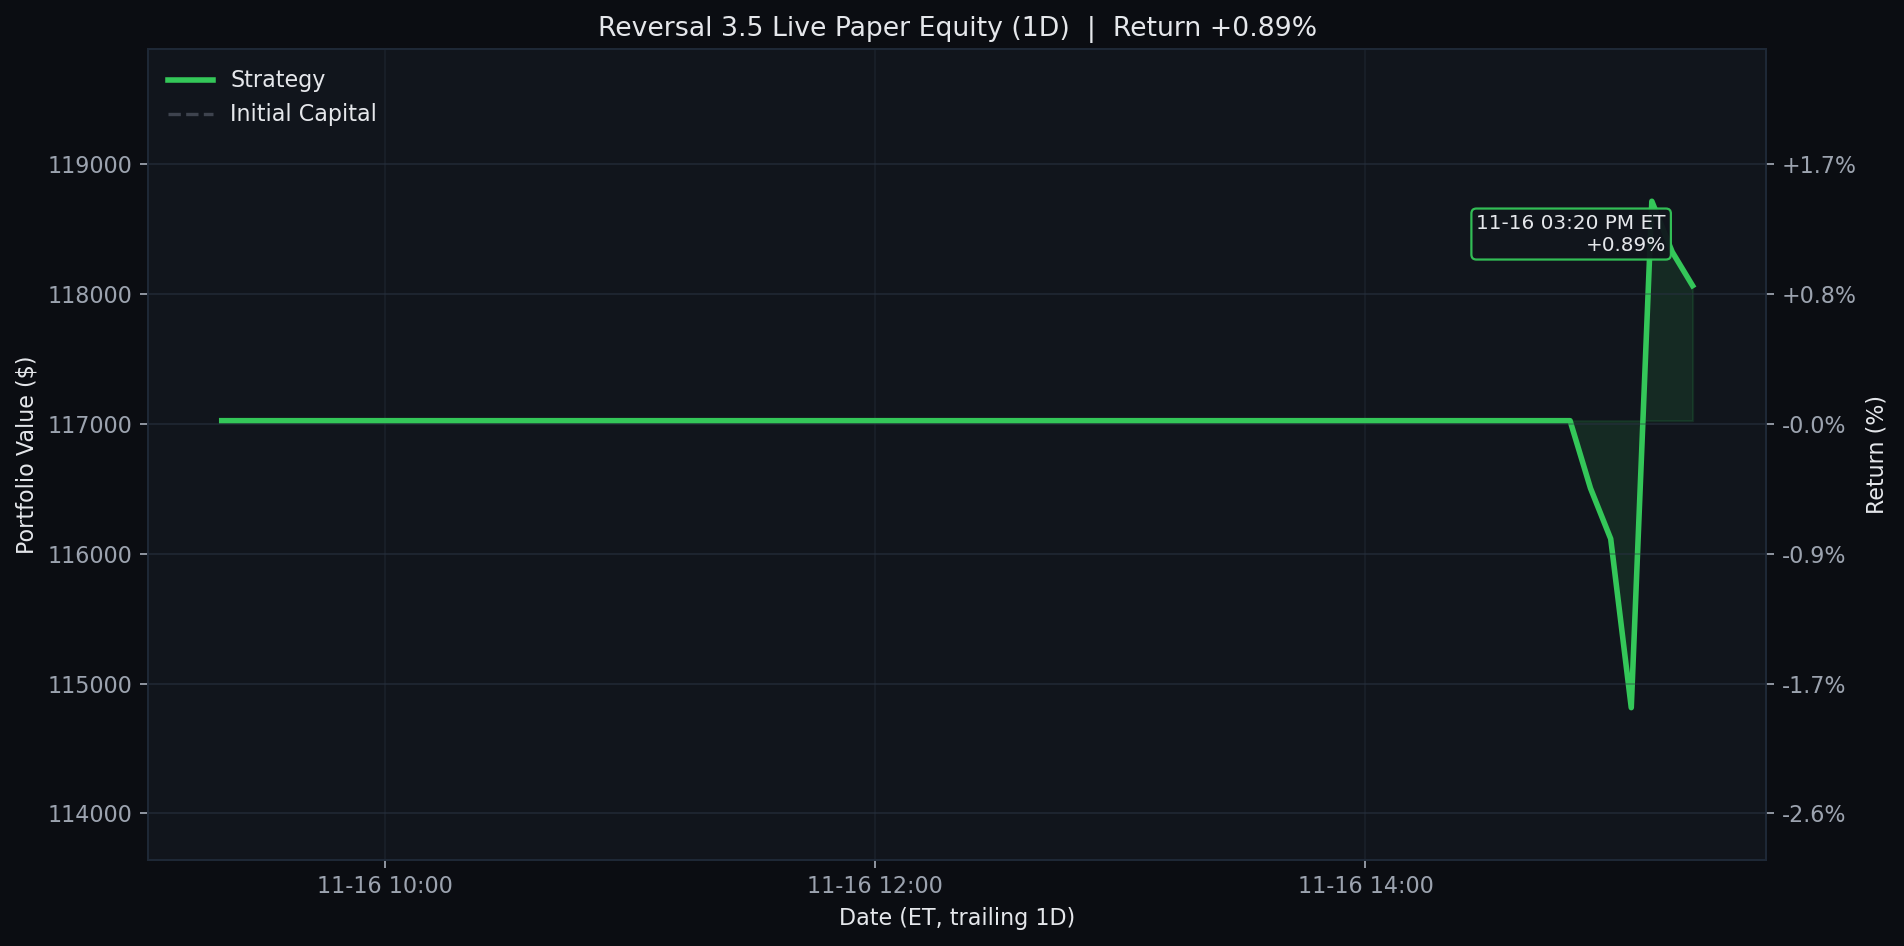 Reversal 3.5 Live Paper Equity (1D) | Return +0.89%
Strategy
Initial Capital
11-16 03:20 PM ET
+0.89%
Portfolio Value ($)
119000
118000
117000
116000
115000
114000
+1.7%
+0.8%
-0.0%
-0.9%
-1.7%
-2.6%
Return (%)
11-16 10:00
11-16 12:00
11-16 14:00
Date (ET, trailing 1D)